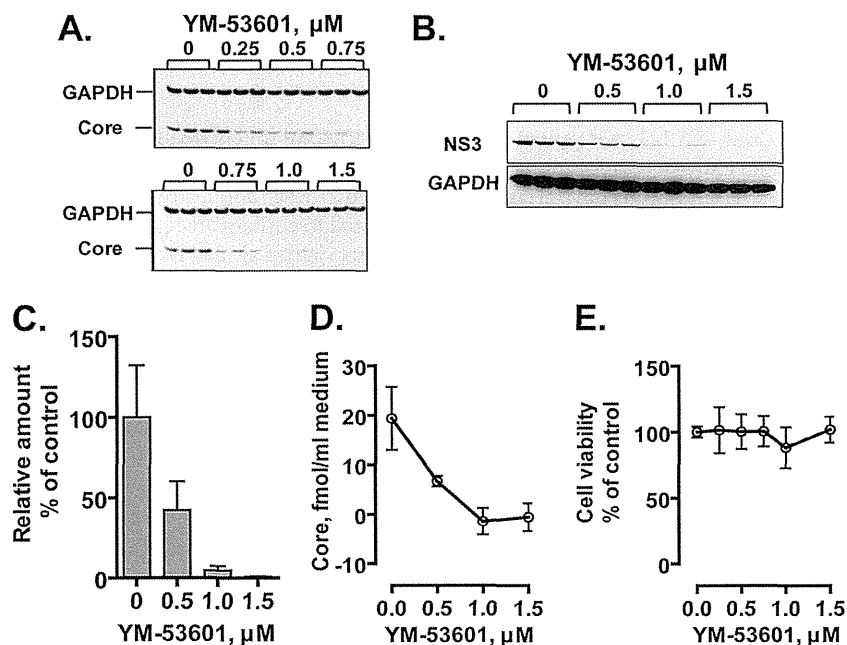 A.
YM-53601, µM
0 0.25 0.5 0.75
GAPDH
Core
0 0.75 1.0 1.5
GAPDH
Core
B.
YM-53601, µM
0 0.5 1.0 1.5
NS3
GAPDH
C.
Relative amount
% of control
150
100
50
0
0 0.5 1.0 1.5
YM-53601, µM
D.
Core, fmol/ml medium
30
20
10
0
-10
0.0 0.5 1.0 1.5
YM-53601, µM
E.
Cell viability
% of control
150
100
50
0
0.0 0.5 1.0 1.5
YM-53601, µM